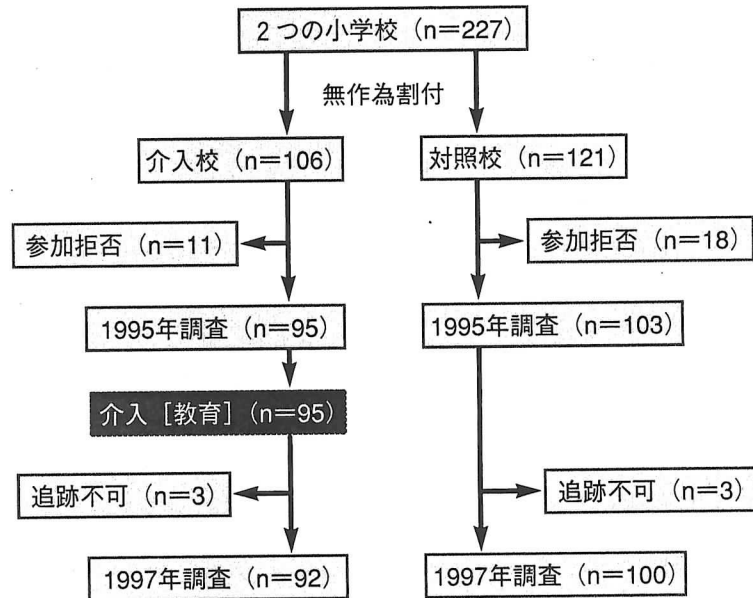 2つの小学校（n＝227）
無作為割付
介入校（n＝106）
対照校（n＝121）
参加拒否（n＝11）
参加拒否（n＝18）
1995年調査（n＝95）
1995年調査（n＝103）
介入［教育］（n＝95）
追跡不可（n＝3）
追跡不可（n＝3）
1997年調査（n＝92）
1997年調査（n＝100）